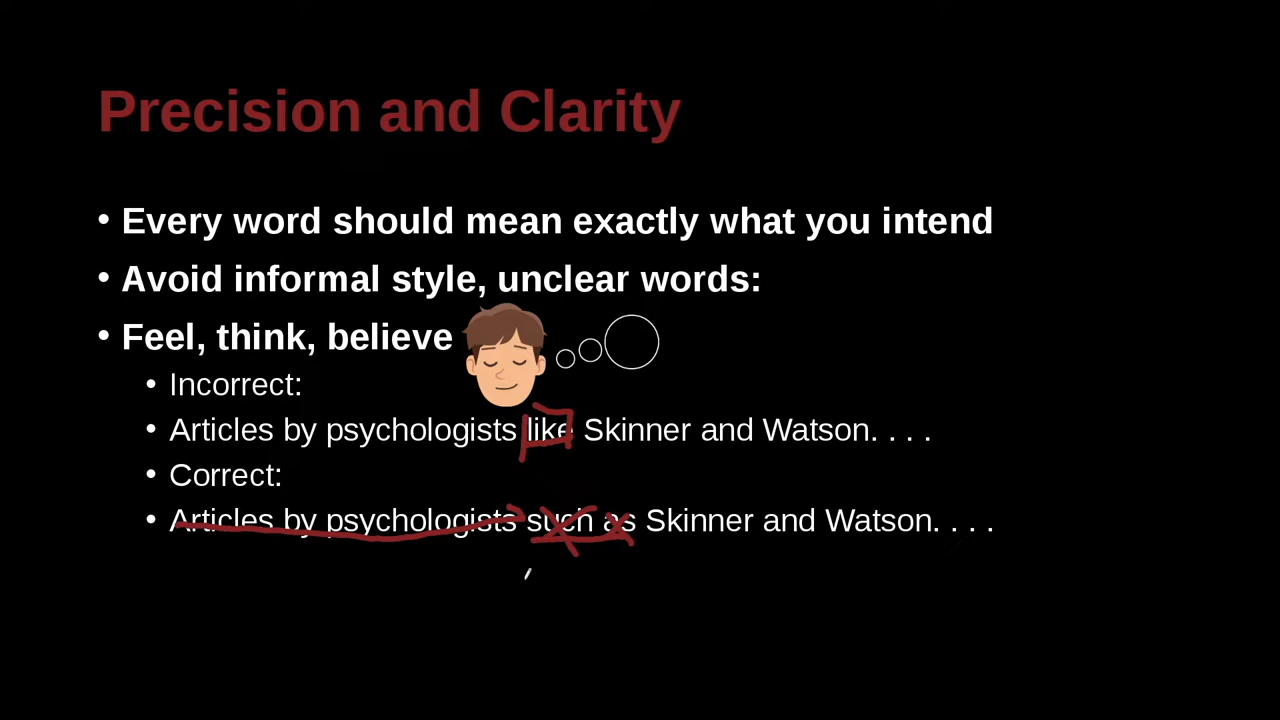 Precision and Clarity
• Every word should mean exactly what you intend
• Avoid informal style, unclear words:
• Feel, think, believe
• Incorrect:
• Articles by psychologists like Skinner and Watson. . . .
• Correct:
• Articles by psychologists such as Skinner and Watson. . . .